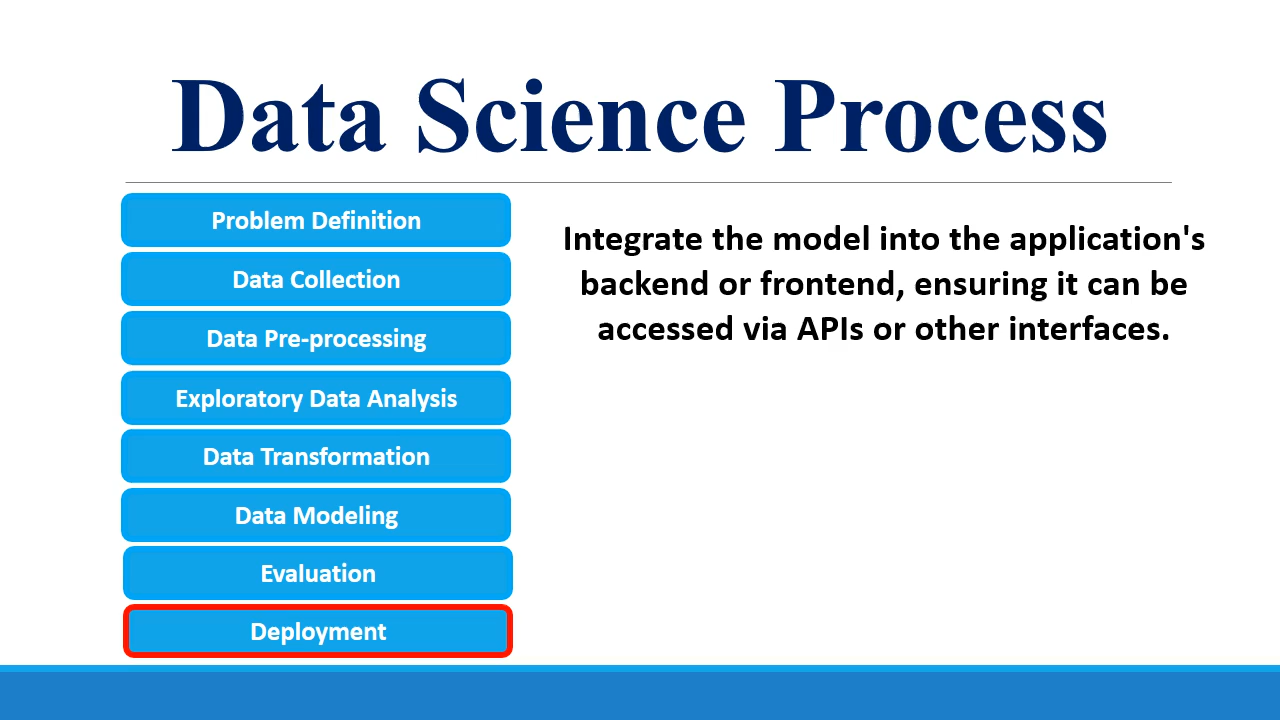 Data Science Process
Problem Definition
Data Collection
Data Pre-processing
Exploratory Data Analysis
Data Transformation
Data Modeling
Evaluation
Deployment
Integrate the model into the application's
backend or frontend, ensuring it can be
accessed via APIs or other interfaces.